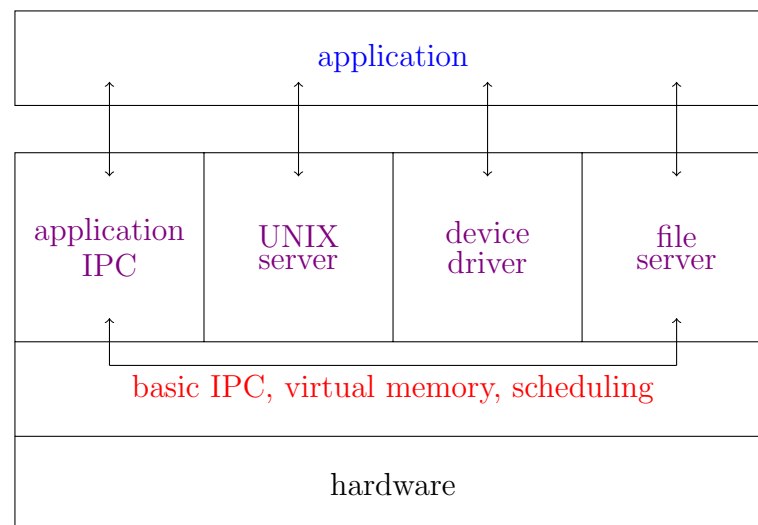 application
application
IPC
UNIX
server
device
driver
file
server
basic IPC, virtual memory, scheduling
hardware